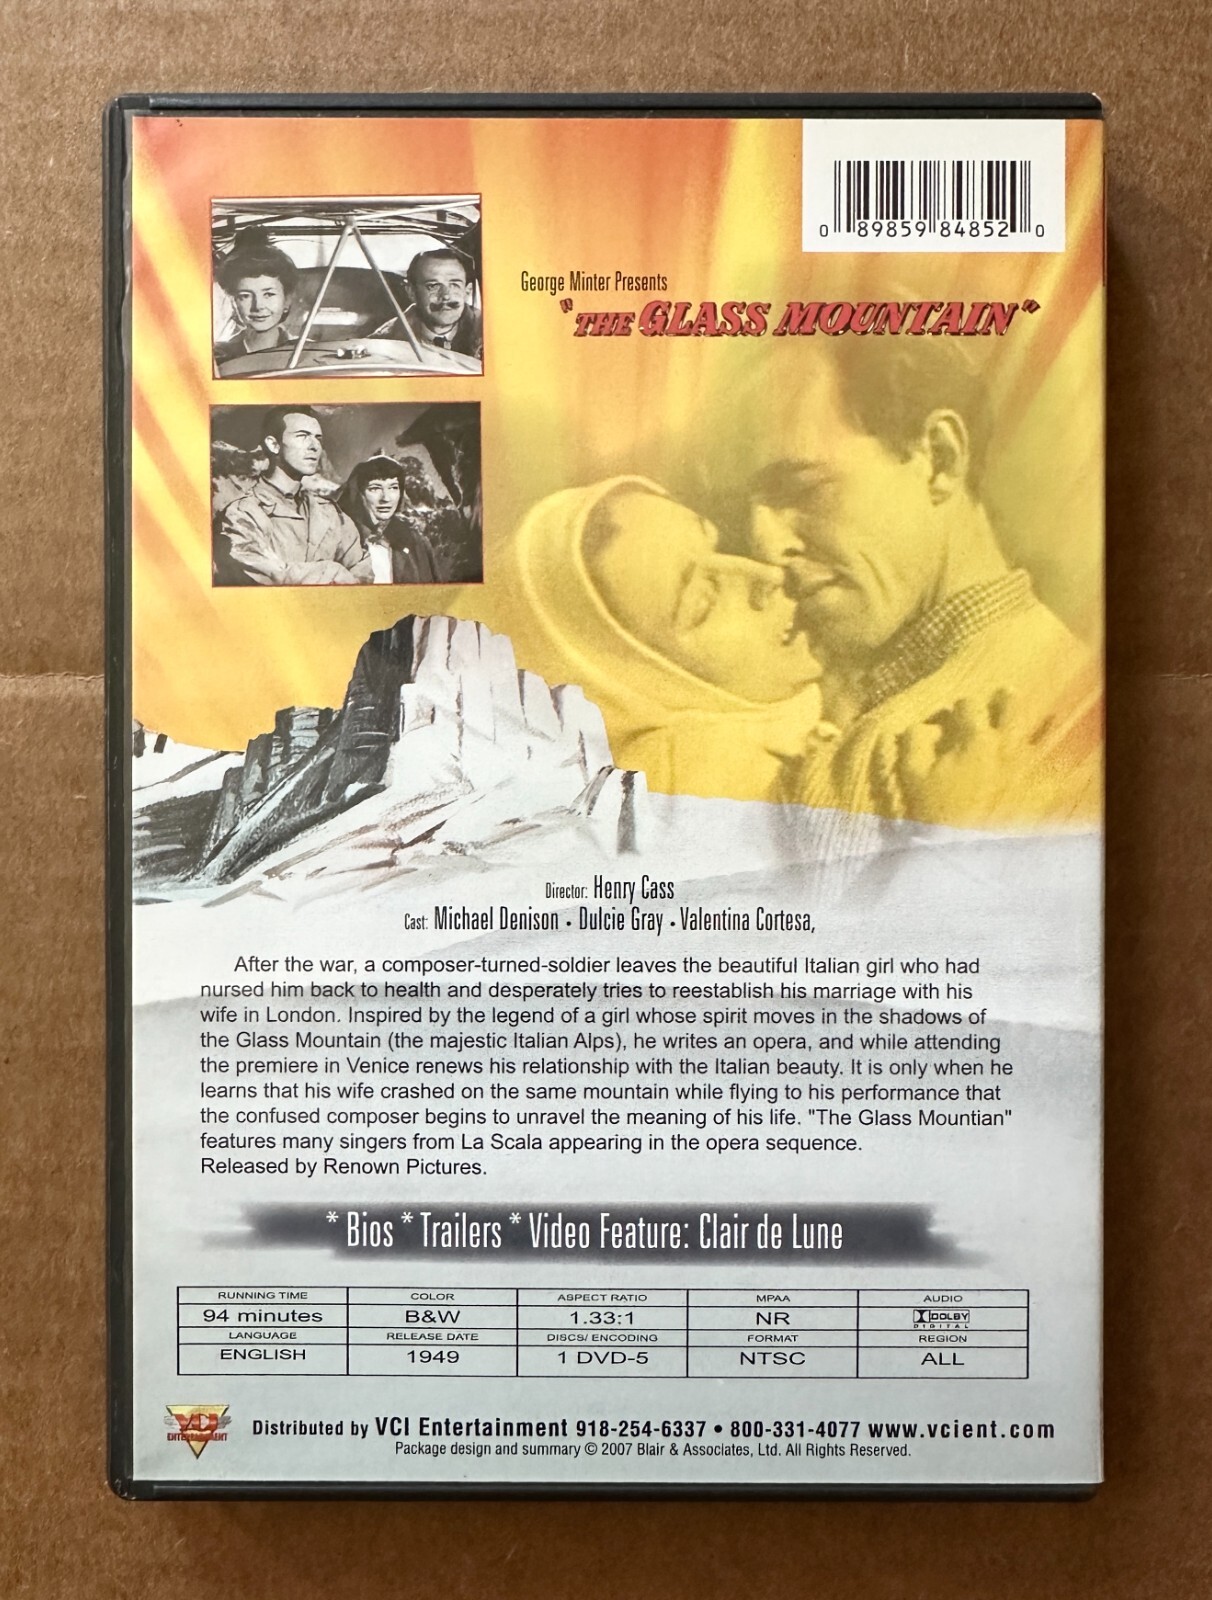 0 89859 84852 0
George Minter Presents
"THE GLASS MOUNTAIN"
Director: Henry Cass
Cast: Michael Denison • Dulcie Gray • Valentina Cortesa,
After the war, a composer-turned-soldier leaves the beautiful Italian girl who had
nursed him back to health and desperately tries to reestablish his marriage with his
wife in London. Inspired by the legend of a girl whose spirit moves in the shadows of
the Glass Mountain (the majestic Italian Alps), he writes an opera, and while attending
the premiere in Venice renews his relationship with the Italian beauty. It is only when he
learns that his wife crashed on the same mountain while flying to his performance that
the confused composer begins to unravel the meaning of his life. "The Glass Mountian"
features many singers from La Scala appearing in the opera sequence.
Released by Renown Pictures.
* Bios * Trailers * Video Feature: Clair de Lune
RUNNING TIME COLOR ASPECT RATIO MPAA AUDIO
94 minutes B&W 1.33:1 NR DOLBY DIGITAL
LANGUAGE RELEASE DATE DISCS/ ENCODING FORMAT REGION
ENGLISH 1949 1 DVD-5 NTSC ALL
VCI ENTERTAINMENT
Distributed by VCI Entertainment 918-254-6337 • 800-331-4077 www.vcient.com
Package design and summary © 2007 Blair & Associates, Ltd. All Rights Reserved.